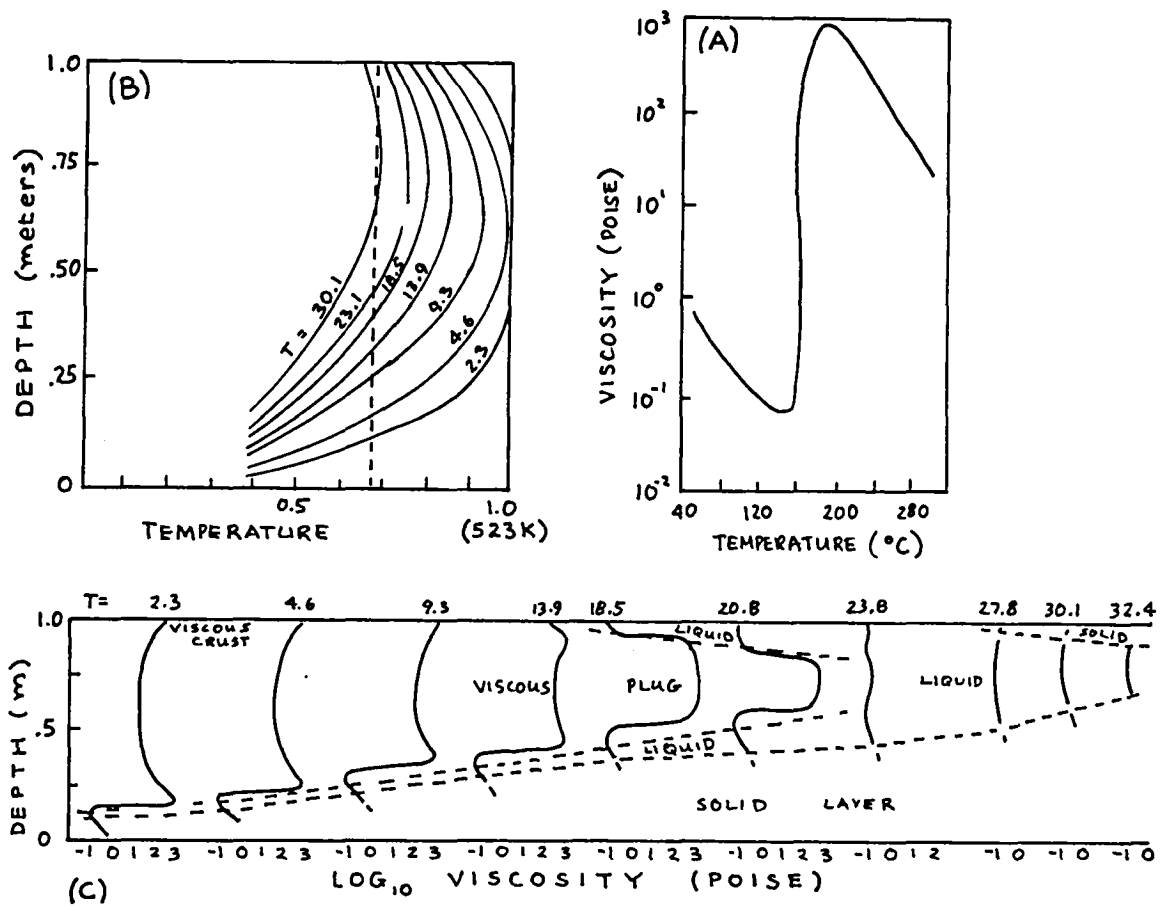 (B)
1.0
.75
.50
.25
0
DEPTH (meters)
T = 30.1
23.1
18.5
13.9
9.3
4.6
2.3
0.5
1.0
TEMPERATURE
(523K)
(A)
10³
10²
10¹
10⁰
10⁻¹
10⁻²
VISCOSITY (POISE)
40 120 200 280
TEMPERATURE (°C)
T= 2.3 4.6 9.3 13.9 18.5 20.8 23.8 27.8 30.1 32.4
1.0
.5
0
DEPTH (m)
VISCOUS
CRUST
LIQUID
SOLID
VISCOUS PLUG
LIQUID
LIQUID
SOLID LAYER
-1 0 1 2 3 -1 0 1 2 3 -1 0 1 2 3 -1 0 1 2 3 -1 0 1 2 3 -1 0 1 2 3 -1 0 1 2 -1 0 -1 0 -1 0
(C)
LOG₁₀ VISCOSITY (POISE)